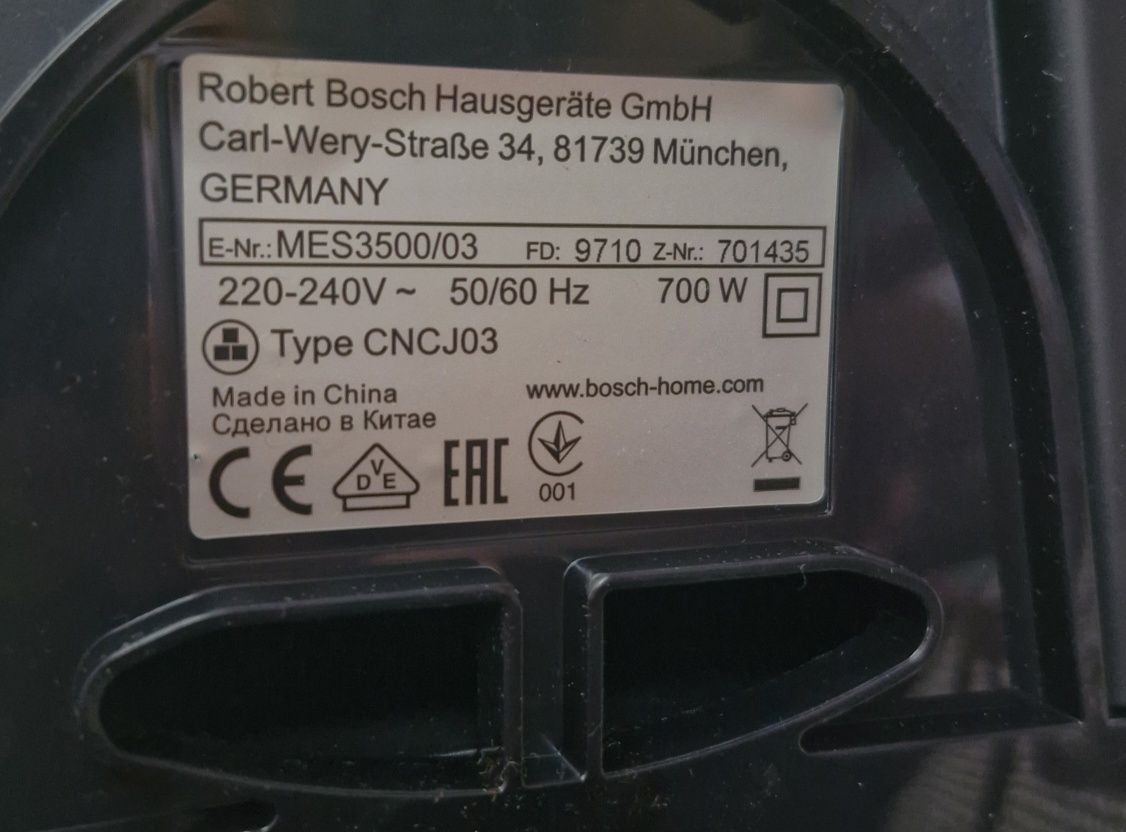 Robert Bosch Hausgeräte GmbH
Carl-Wery-Straße 34, 81739 München,
GERMANY
E-Nr.: MES3500/03 FD: 9710 Z-Nr.: 701435
220-240V ~ 50/60 Hz 700 W
Type CNCJ03
Made in China www.bosch-home.com
Сделано в Китае
CE DVE EAC
001